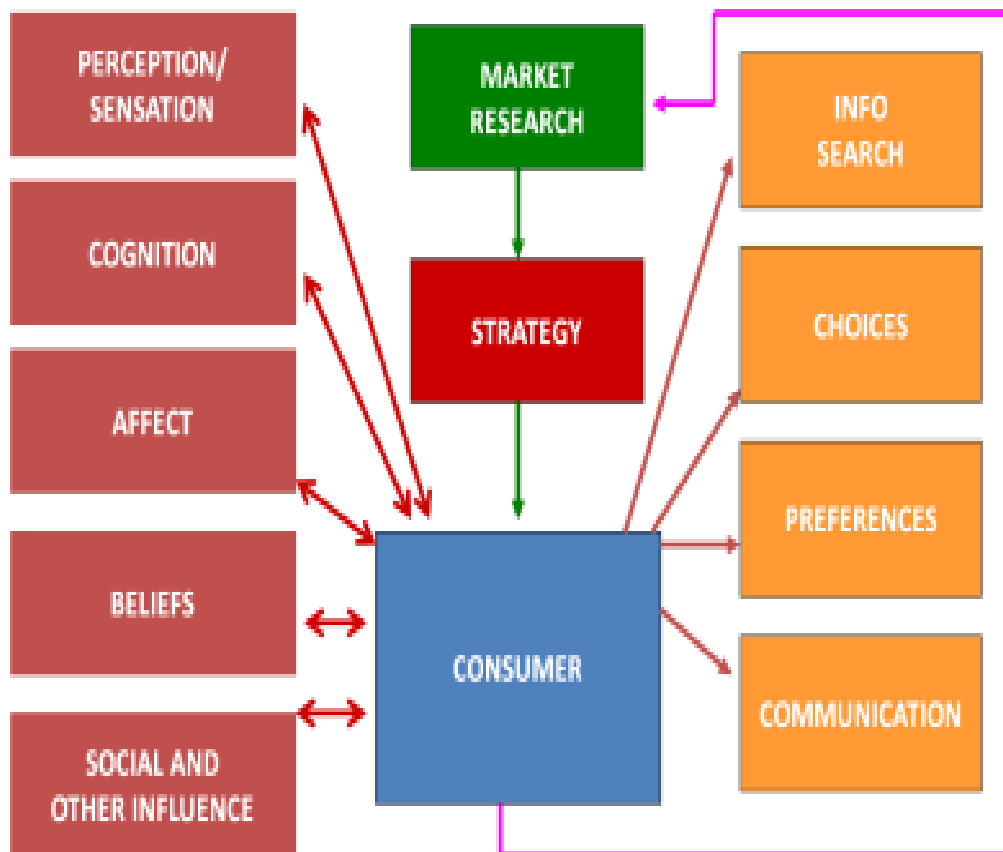 PERCEPTION/
SENSATION
COGNITION
AFFECT
BELIEFS
SOCIAL AND
OTHER INFLUENCE
MARKET
RESEARCH
STRATEGY
CONSUMER
INFO
SEARCH
CHOICES
PREFERENCES
COMMUNICATION